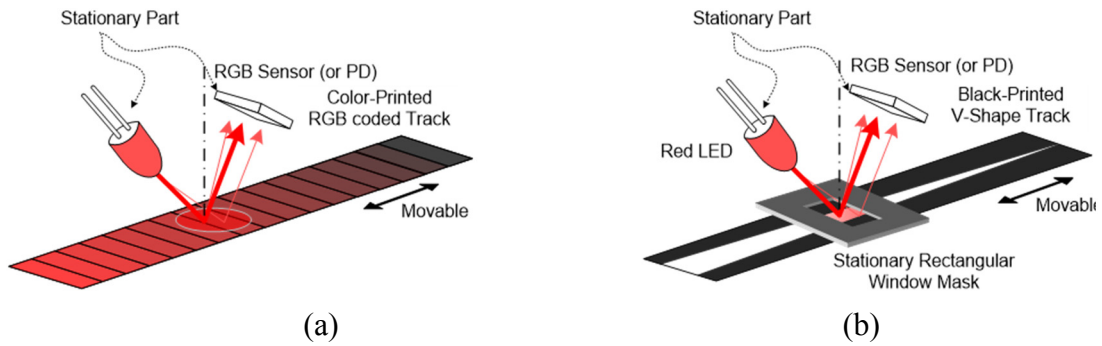 Stationary Part
RGB Sensor (or PD)
Color-Printed
RGB coded Track
Movable
(a)
Stationary Part
RGB Sensor (or PD)
Black-Printed
V-Shape Track
Red LED
Movable
Stationary Rectangular
Window Mask
(b)